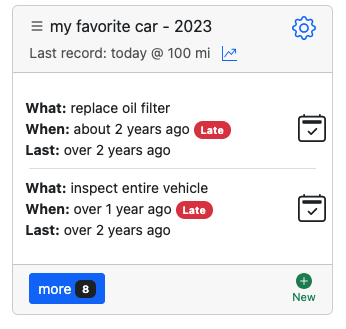 my favorite car - 2023
Last record: today @ 100 mi
What: replace oil filter
When: about 2 years ago Late
Last: over 2 years ago
What: inspect entire vehicle
When: over 1 year ago Late
Last: over 2 years ago
more 8
New